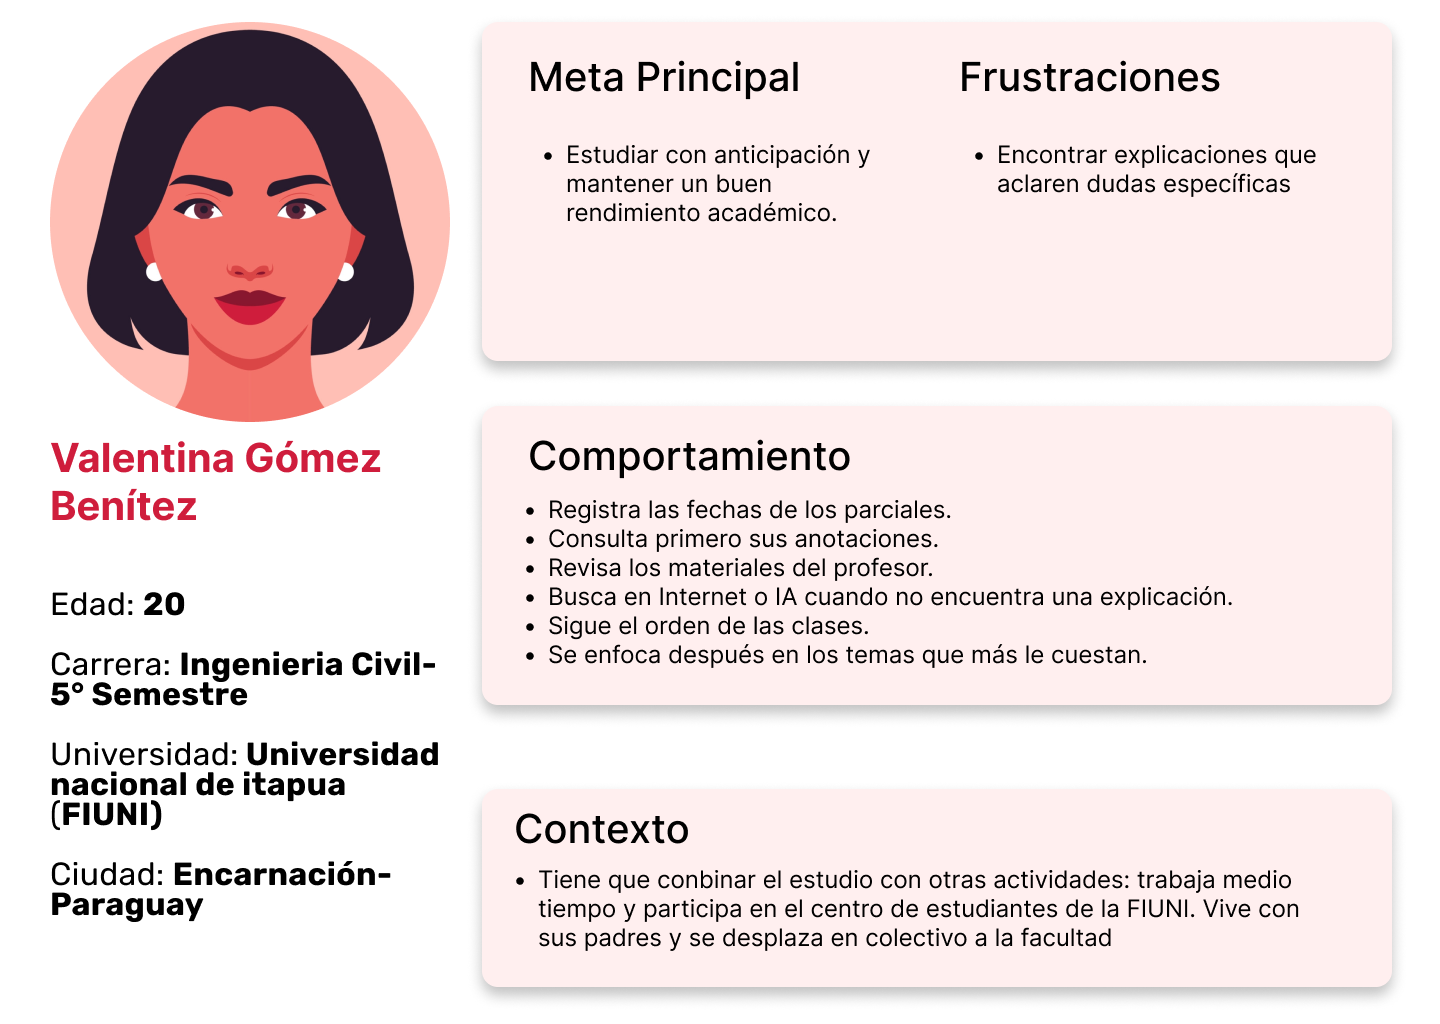 Valentina Gómez
Benítez
Edad: 20
Carrera: Ingenieria Civil-
5° Semestre
Universidad: Universidad
nacional de itapua
(FIUNI)
Ciudad: Encarnación-
Paraguay
Meta Principal
• Estudiar con anticipación y
mantener un buen
rendimiento académico.
Frustraciones
• Encontrar explicaciones que
aclaren dudas específicas
Comportamiento
• Registra las fechas de los parciales.
• Consulta primero sus anotaciones.
• Revisa los materiales del profesor.
• Busca en Internet o IA cuando no encuentra una explicación.
• Sigue el orden de las clases.
• Se enfoca después en los temas que más le cuestan.
Contexto
• Tiene que conbinar el estudio con otras actividades: trabaja medio
tiempo y participa en el centro de estudiantes de la FIUNI. Vive con
sus padres y se desplaza en colectivo a la facultad